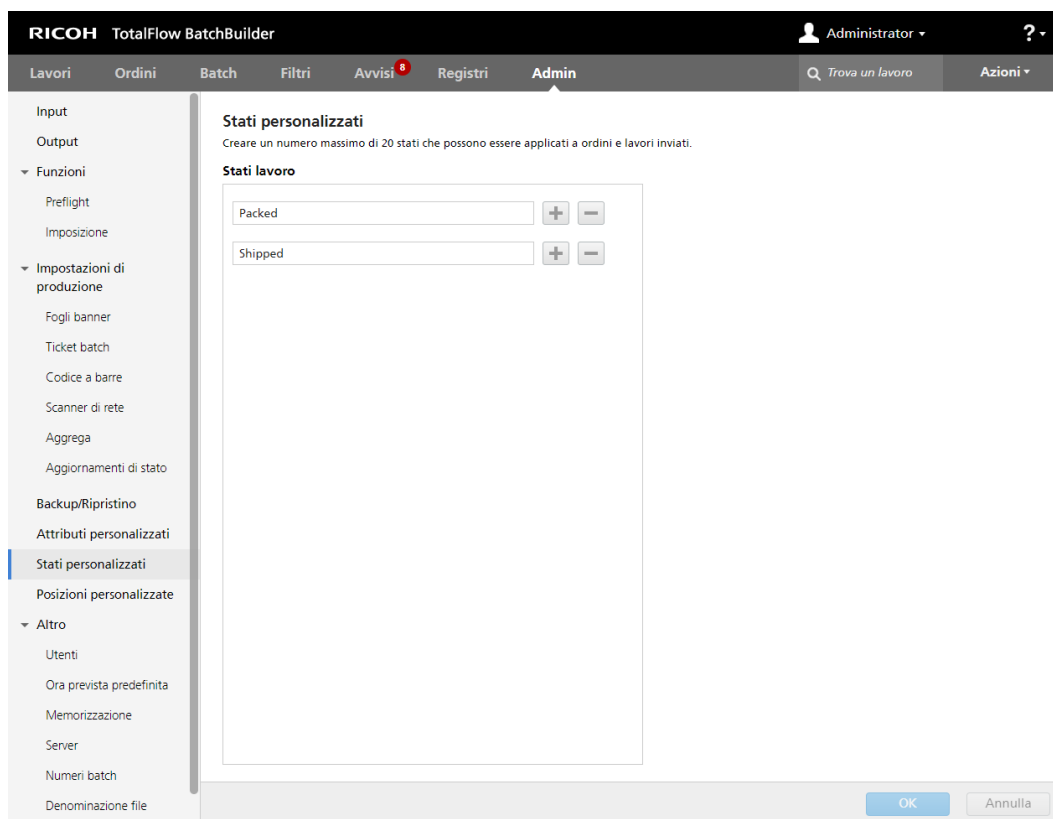 RICOH TotalFlow BatchBuilder
Administrator
?
Lavori Ordini Batch Filtri Avvisi 8 Registri Admin
Trova un lavoro
Azioni
Input
Output
Funzioni
Preflight
Imposizione
Impostazioni di
produzione
Fogli banner
Ticket batch
Codice a barre
Scanner di rete
Aggrega
Aggiornamenti di stato
Backup/Ripristino
Attributi personalizzati
Stati personalizzati
Posizioni personalizzate
Altro
Utenti
Ora prevista predefinita
Memorizzazione
Server
Numeri batch
Denominazione file
Stati personalizzati
Creare un numero massimo di 20 stati che possono essere applicati a ordini e lavori inviati.
Stati lavoro
Packed
Shipped
OK
Annulla